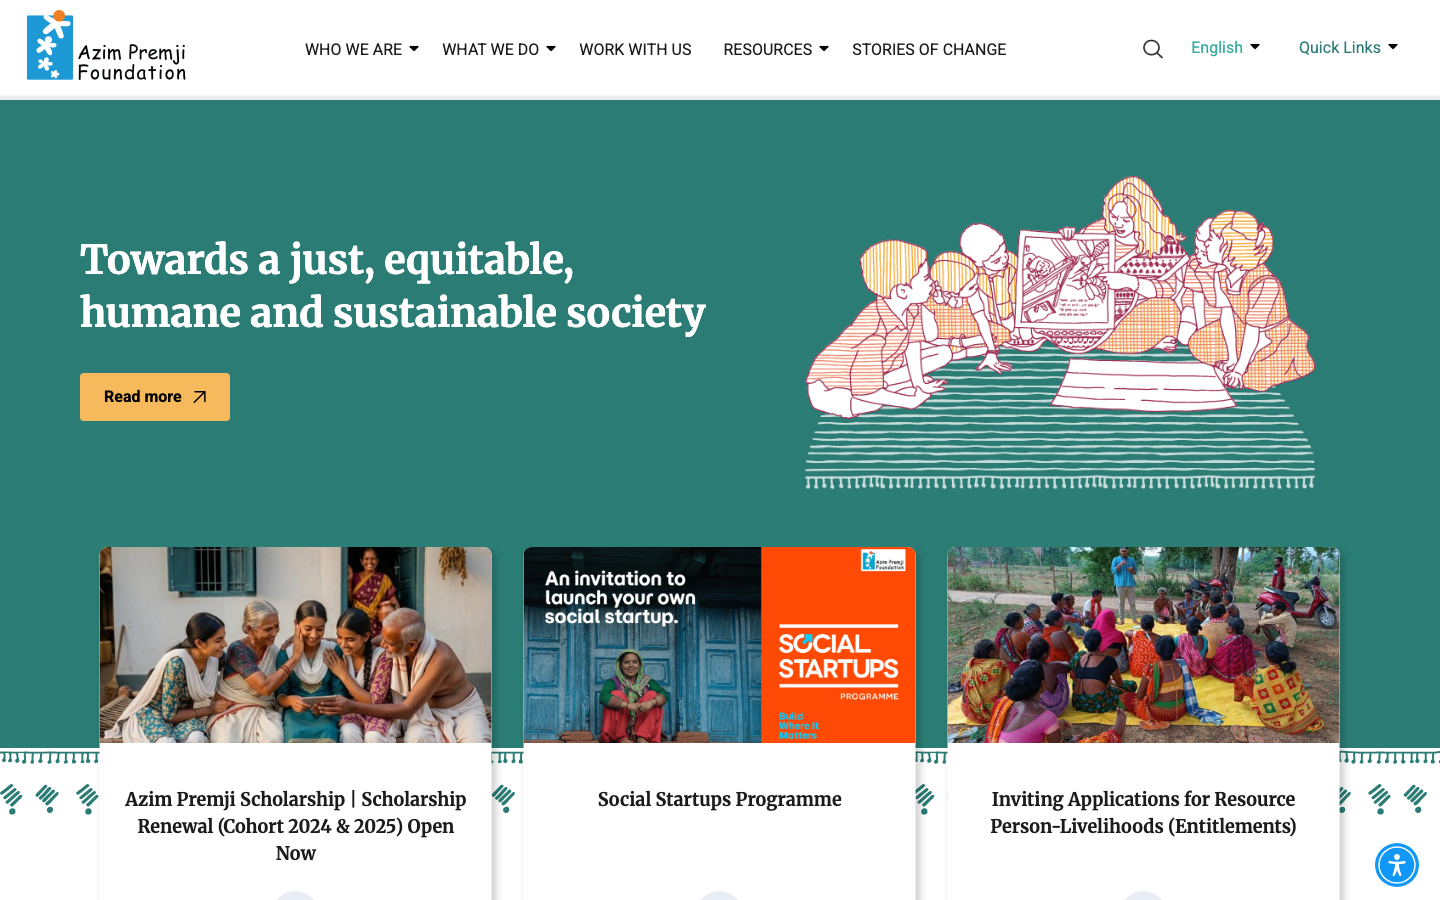 Azim Premji
Foundation
WHO WE ARE
WHAT WE DO
WORK WITH US
RESOURCES
STORIES OF CHANGE
English
Quick Links
Towards a just, equitable,
humane and sustainable society
Read more
An invitation to
launch your own
social startup.
Azim Premji
Foundation
SOCIAL
STARTUPS
PROGRAMME
Build
Where It
Matters
Azim Premji Scholarship | Scholarship
Renewal (Cohort 2024 & 2025) Open
Now
Social Startups Programme
Inviting Applications for Resource
Person-Livelihoods (Entitlements)